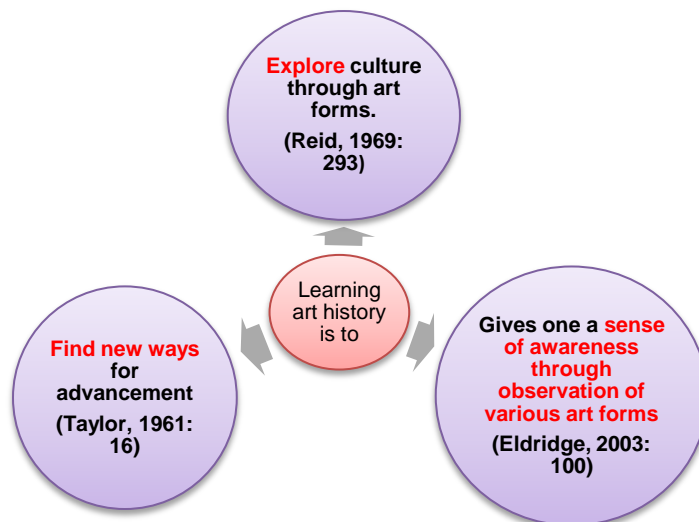 Explore culture
through art
forms.
(Reid, 1969:
293)
Learning
art history
is to
Find new ways
for
advancement
(Taylor, 1961:
16)
Gives one a sense
of awareness
through
observation of
various art forms
(Eldridge, 2003:
100)